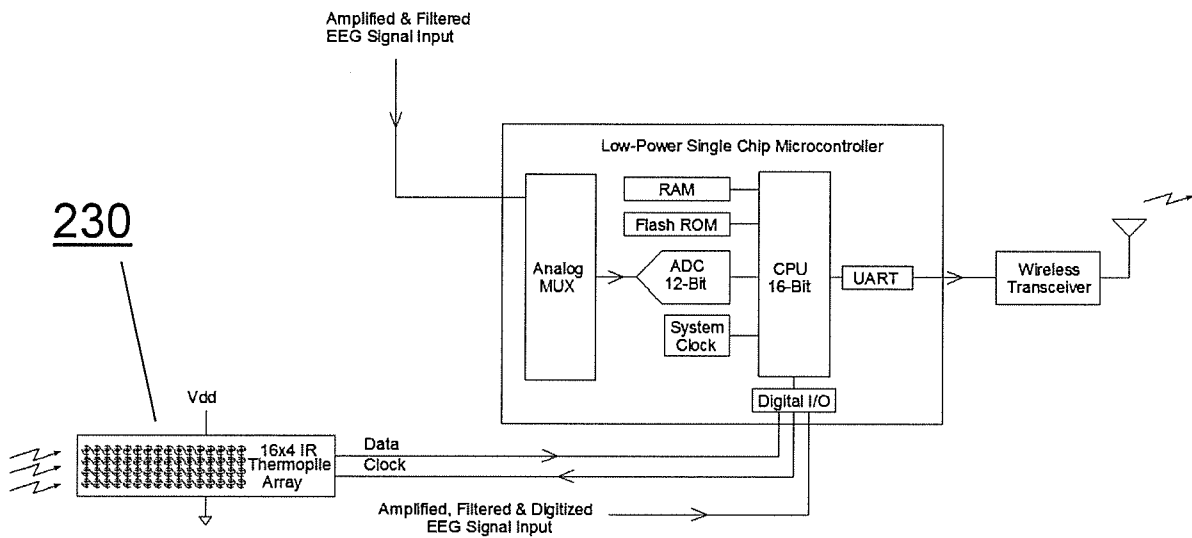 Amplified & Filtered
EEG Signal Input
Low-Power Single Chip Microcontroller
RAM
Flash ROM
230
Analog
MUX
ADC
12-Bit
CPU
16-Bit
UART
Wireless
Transceiver
System
Clock
Vdd
Digital I/O
16x4 IR
Thermopile
Array
Data
Clock
Amplified, Filtered & Digitized
EEG Signal Input